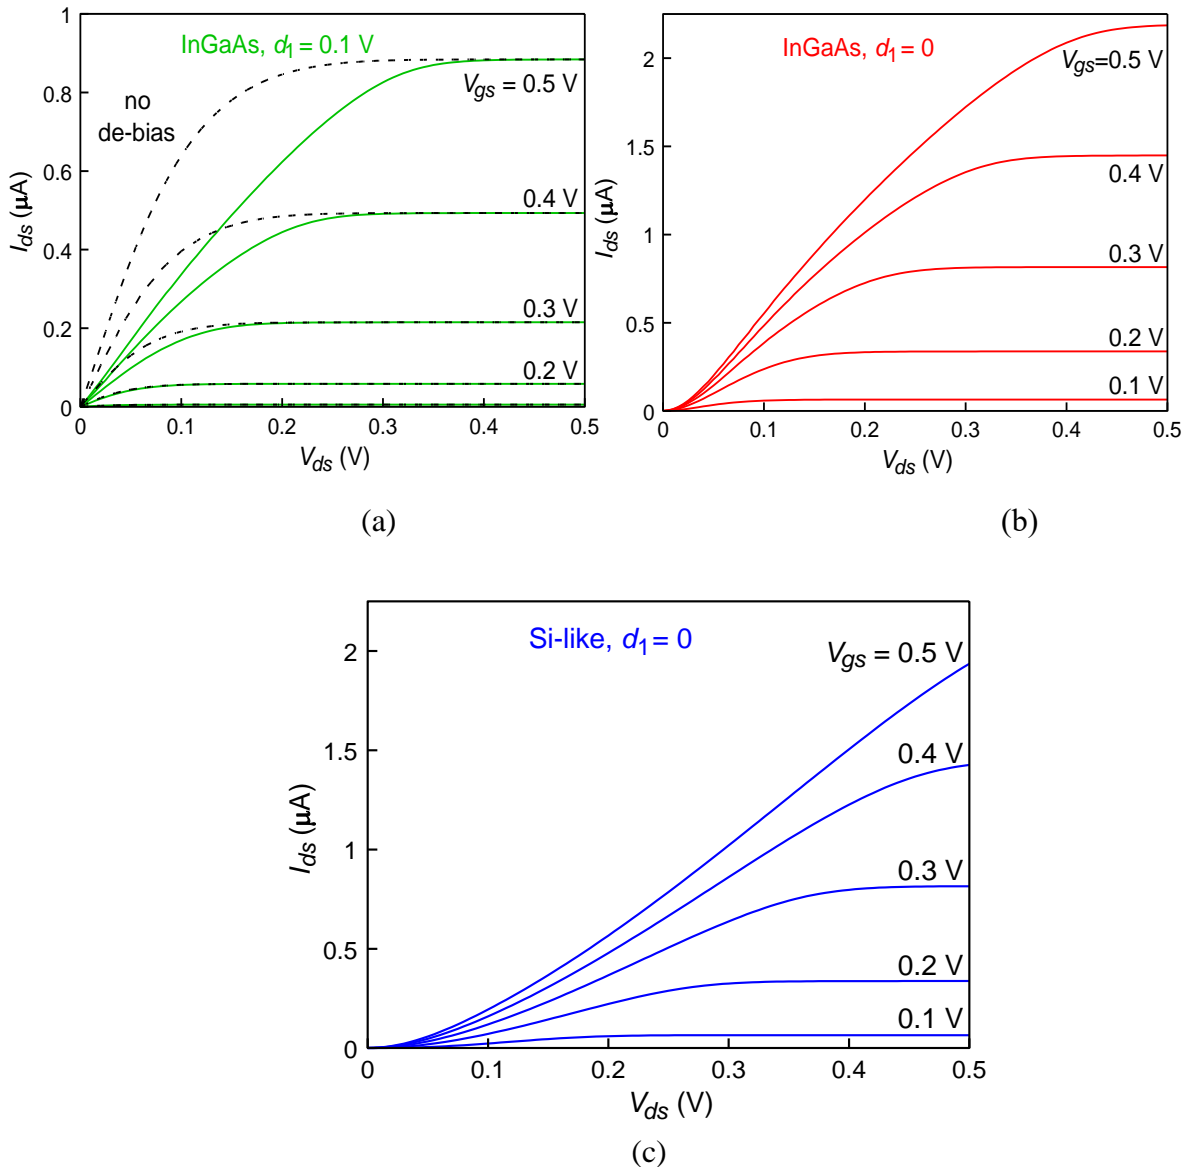 InGaAs, d1 = 0.1 V
no
de-bias
Vgs = 0.5 V
0.4 V
0.3 V
0.2 V
Ids (μA)
1
0.8
0.6
0.4
0.2
0
0 0.1 0.2 0.3 0.4 0.5
Vds (V)
(a)
InGaAs, d1 = 0
Vgs=0.5 V
0.4 V
0.3 V
0.2 V
0.1 V
Ids (μA)
2
1.5
1
0.5
0
0 0.1 0.2 0.3 0.4 0.5
Vds (V)
(b)
Si-like, d1 = 0
Vgs = 0.5 V
0.4 V
0.3 V
0.2 V
0.1 V
Ids (μA)
2
1.5
1
0.5
0
0 0.1 0.2 0.3 0.4 0.5
Vds (V)
(c)